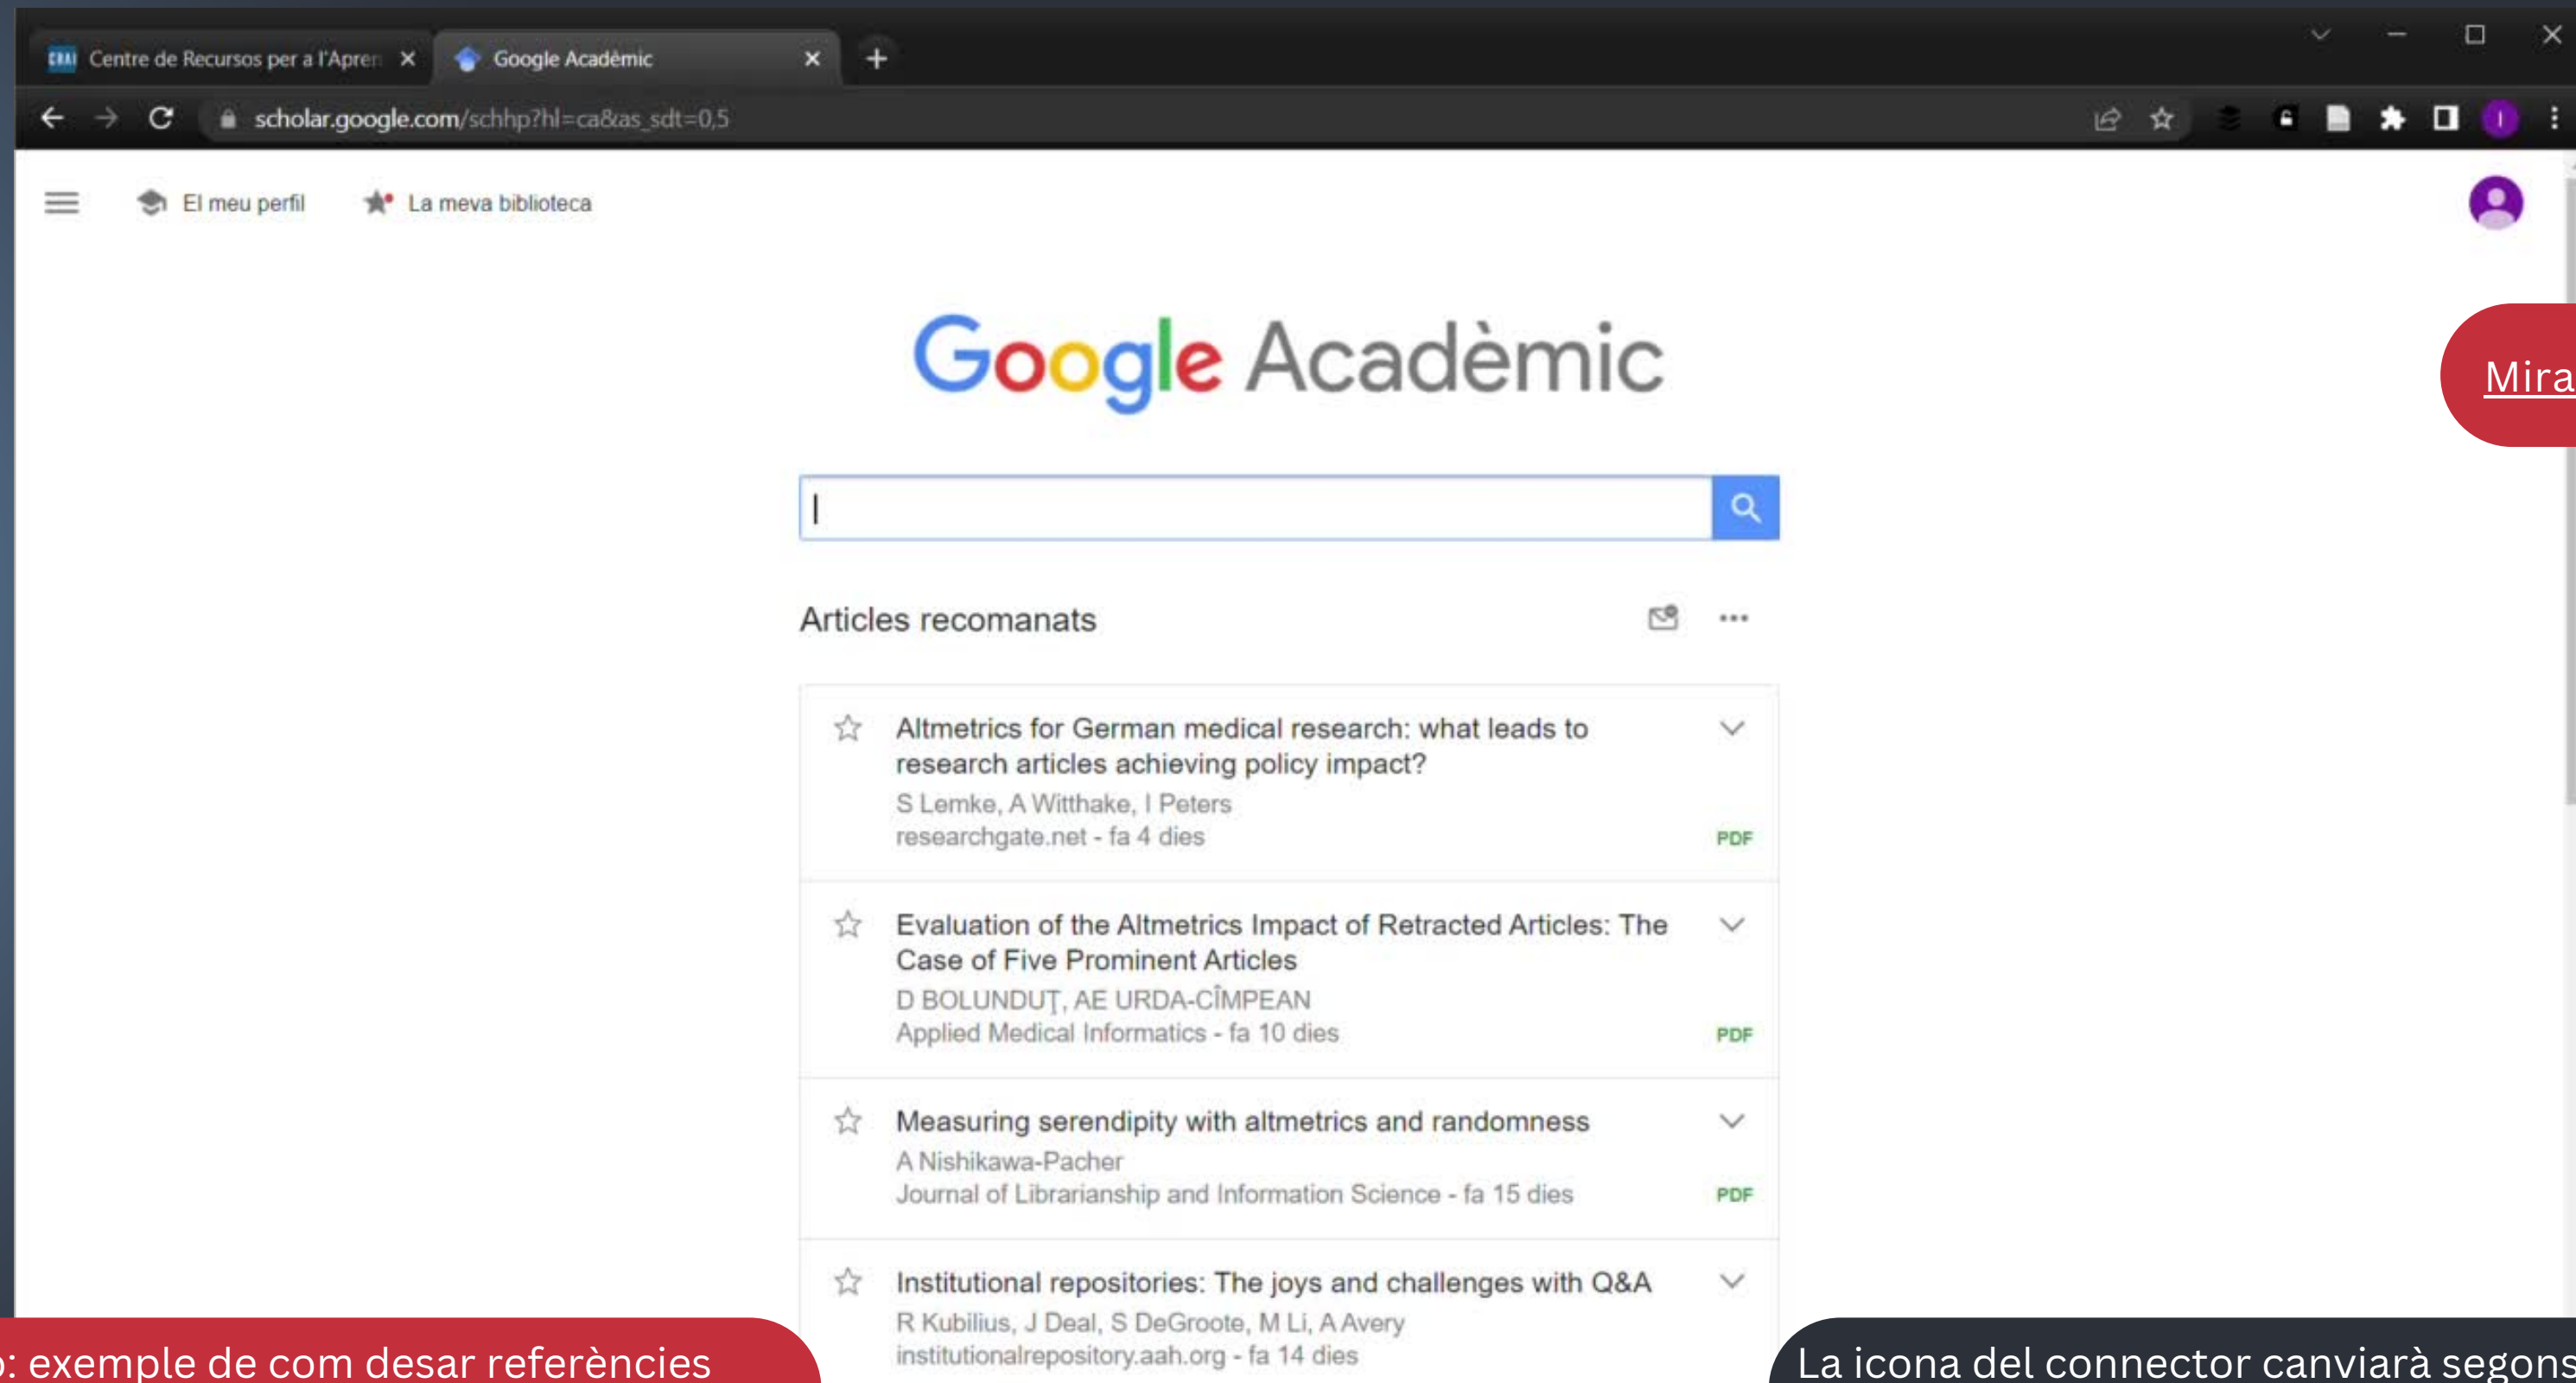 CRAI Centre de Recursos per a l'Apren
Google Acadèmic
scholar.google.com/schhp?hl=ca&as_sdt=0,5
El meu perfil
La meva biblioteca
Google Acadèmic
Mira
Articles recomanats
Altmetrics for German medical research: what leads to
research articles achieving policy impact?
S Lemke, A Witthake, I Peters
researchgate.net - fa 4 dies
PDF
Evaluation of the Altmetrics Impact of Retracted Articles: The
Case of Five Prominent Articles
D BOLUNDUŢ, AE URDA-CÎMPEAN
Applied Medical Informatics - fa 10 dies
PDF
Measuring serendipity with altmetrics and randomness
A Nishikawa-Pacher
Journal of Librarianship and Information Science - fa 15 dies
PDF
Institutional repositories: The joys and challenges with Q&A
R Kubilius, J Deal, S DeGroote, M Li, A Avery
institutionalrepository.aah.org - fa 14 dies
: exemple de com desar referències
La icona del connector canviarà segons